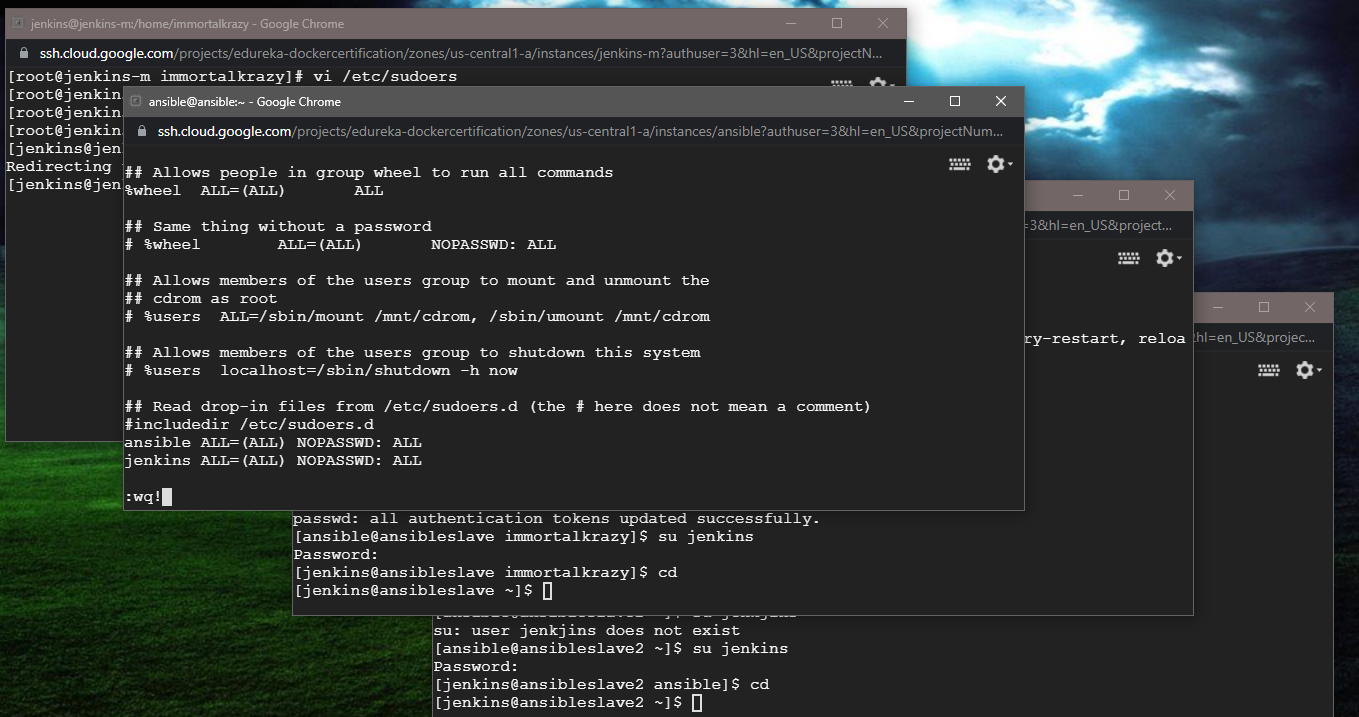 jenkins@jenkins-m:/home/immortalkrazy - Google Chrome
ssh.cloud.google.com/projects/edureka-dockercertification/zones/us-central1-a/instances/jenkins-m?authuser=3&hl=en_US&projectN...
[root@jenkins-m immortalkrazy]# vi /etc/sudoers
[root@jenkin
[root@jenkin
[root@jenkin
[jenkins@jen
Redirecting
[jenkins@jen
ansible@ansible:~ - Google Chrome
ssh.cloud.google.com/projects/edureka-dockercertification/zones/us-central1-a/instances/ansible?authuser=3&hl=en_US&projectNum...
## Allows people in group wheel to run all commands
%wheel  ALL=(ALL)       ALL
## Same thing without a password
# %wheel        ALL=(ALL)       NOPASSWD: ALL
## Allows members of the users group to mount and unmount the
## cdrom as root
# %users  ALL=/sbin/mount /mnt/cdrom, /sbin/umount /mnt/cdrom
## Allows members of the users group to shutdown this system
# %users  localhost=/sbin/shutdown -h now
## Read drop-in files from /etc/sudoers.d (the # here does not mean a comment)
#includedir /etc/sudoers.d
ansible ALL=(ALL) NOPASSWD: ALL
jenkins ALL=(ALL) NOPASSWD: ALL
:wq!
=3&hl=en_US&project...
ry-restart, reloa
passwd: all authentication tokens updated successfully.
[ansible@ansibleslave immortalkrazy]$ su jenkins
Password:
[jenkins@ansibleslave immortalkrazy]$ cd
[jenkins@ansibleslave ~]$
hl=en_US&projec...
su: user jenkjins does not exist
[ansible@ansibleslave2 ~]$ su jenkins
Password:
[jenkins@ansibleslave2 ansible]$ cd
[jenkins@ansibleslave2 ~]$